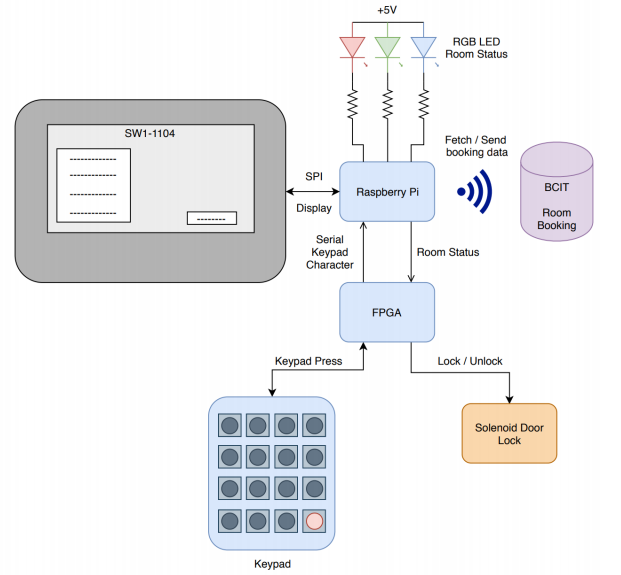 +5V
RGB LED
Room Status
SW1-1104
Fetch / Send
booking data
SPI
Display
Raspberry Pi
BCIT
Room
Booking
Serial
Keypad
Character
Room Status
FPGA
Keypad Press
Lock / Unlock
Solenoid Door
Lock
Keypad